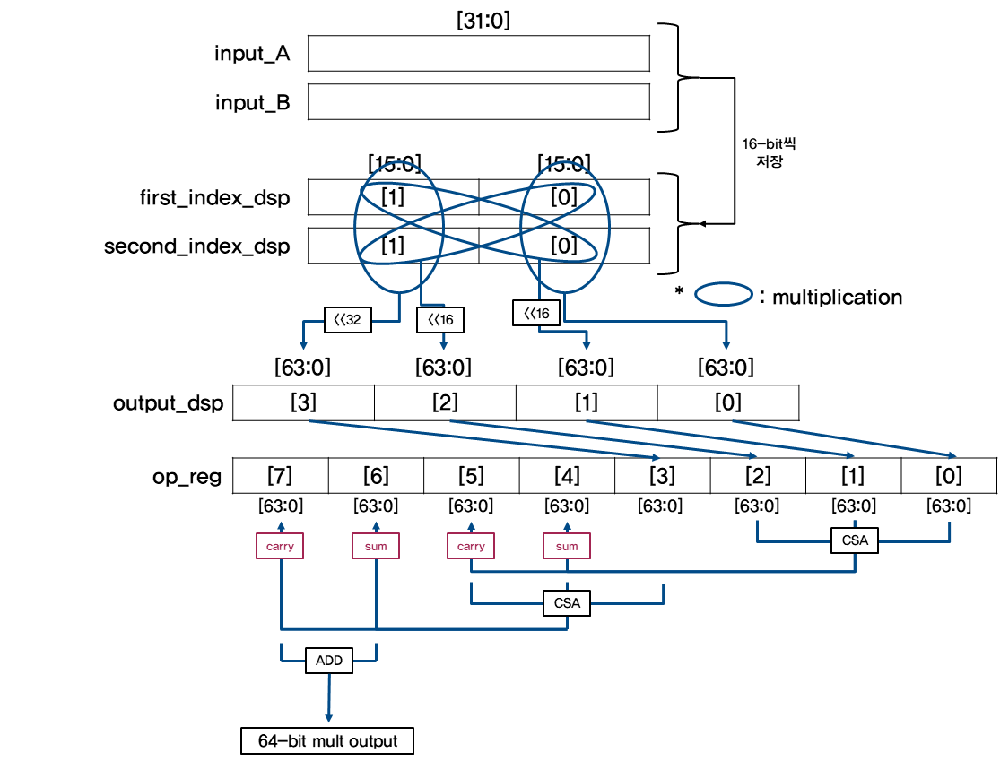 [31:0]
input_A
input_B
16-bit씩
저장
[15:0] [15:0]
first_index_dsp [1] [0]
second_index_dsp [1] [0]
* : multiplication
<<32 <<16 <<16
[63:0] [63:0] [63:0] [63:0]
output_dsp [3] [2] [1] [0]
op_reg [7] [6] [5] [4] [3] [2] [1] [0]
[63:0] [63:0] [63:0] [63:0] [63:0] [63:0] [63:0] [63:0]
carry sum carry sum CSA
CSA
ADD
64-bit mult output